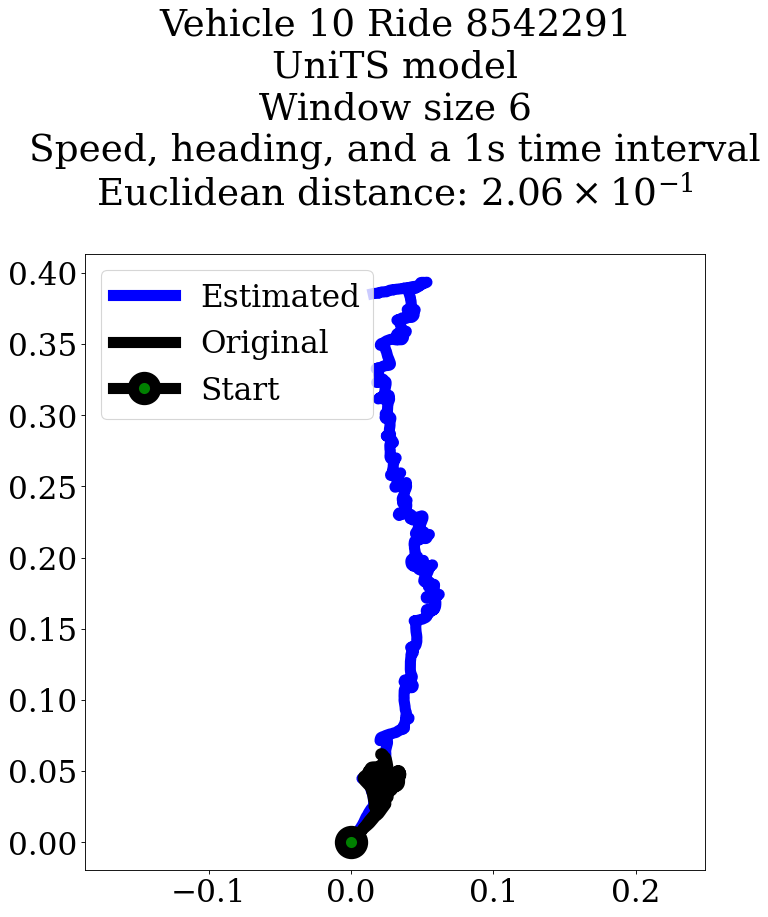 Vehicle 10 Ride 8542291
UniTS model
Window size 6
Speed, heading, and a 1s time interval
Euclidean distance: 2.06 × 10⁻¹
Estimated
Original
Start
0.40
0.35
0.30
0.25
0.20
0.15
0.10
0.05
0.00
−0.1 0.0 0.1 0.2